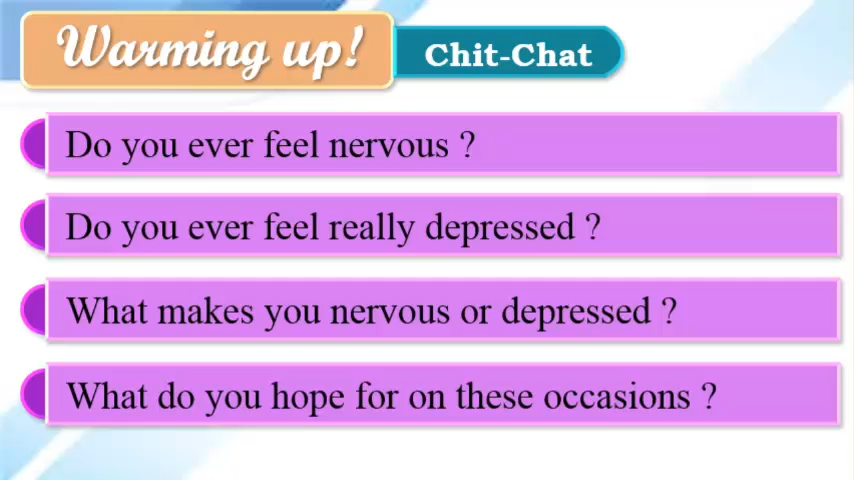 Warming up!
Chit-Chat
Do you ever feel nervous ?
Do you ever feel really depressed ?
What makes you nervous or depressed ?
What do you hope for on these occasions ?